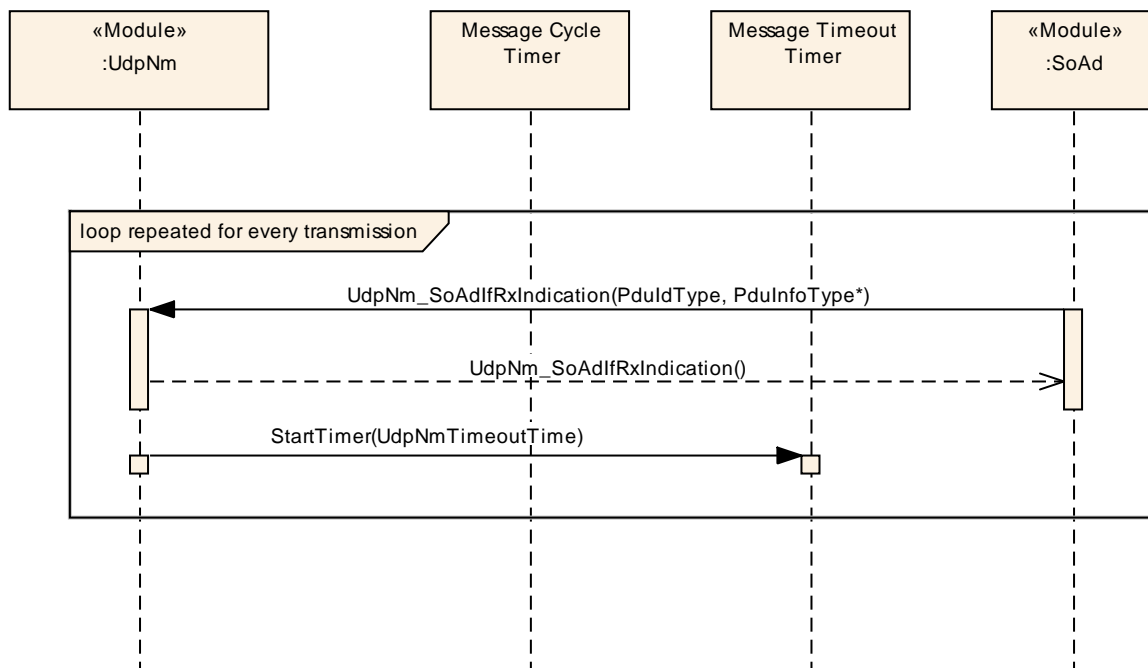 «Module»
:UdpNm
Message Cycle
Timer
Message Timeout
Timer
«Module»
:SoAd
loop repeated for every transmission
UdpNm_SoAdIfRxIndication(PduIdType, PduInfoType*)
UdpNm_SoAdIfRxIndication()
StartTimer(UdpNmTimeoutTime)